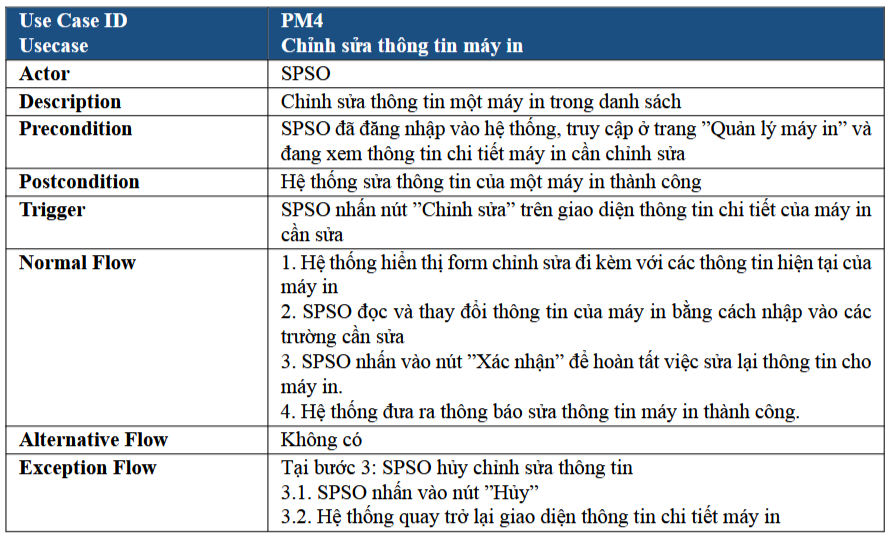 Use Case ID PM4
Usecase Chỉnh sửa thông tin máy in
Actor SPSO
Description Chỉnh sửa thông tin một máy in trong danh sách
Precondition SPSO đã đăng nhập vào hệ thống, truy cập ở trang ”Quản lý máy in” và
đang xem thông tin chi tiết máy in cần chỉnh sửa
Postcondition Hệ thống sửa thông tin của một máy in thành công
Trigger SPSO nhấn nút ”Chỉnh sửa” trên giao diện thông tin chi tiết của máy in
cần sửa
Normal Flow 1. Hệ thống hiển thị form chỉnh sửa đi kèm với các thông tin hiện tại của
máy in
2. SPSO đọc và thay đổi thông tin của máy in bằng cách nhập vào các
trường cần sửa
3. SPSO nhấn vào nút ”Xác nhận” để hoàn tất việc sửa lại thông tin cho
máy in.
4. Hệ thống đưa ra thông báo sửa thông tin máy in thành công.
Alternative Flow Không có
Exception Flow Tại bước 3: SPSO hủy chỉnh sửa thông tin
3.1. SPSO nhấn vào nút ”Hủy”
3.2. Hệ thống quay trở lại giao diện thông tin chi tiết máy in